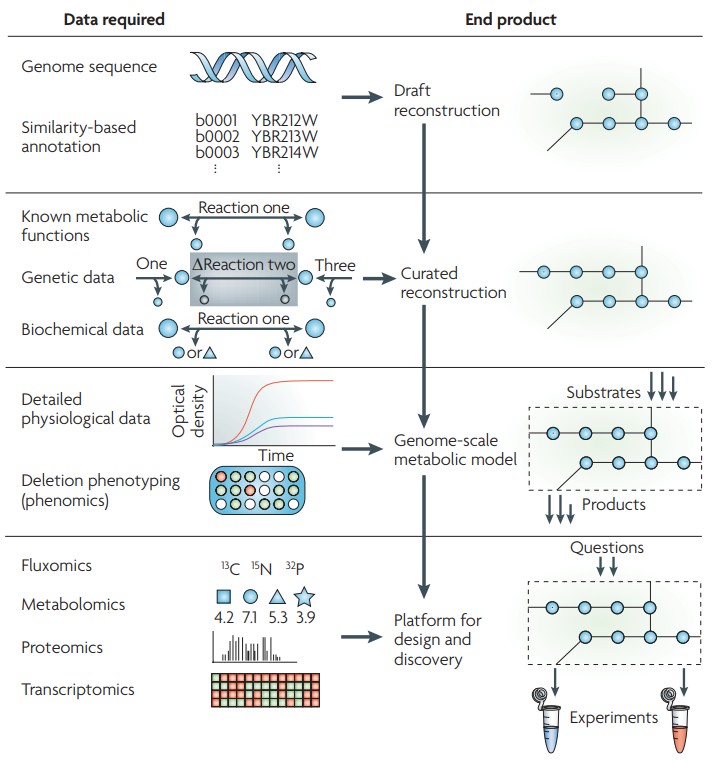 Data required
End product
Genome sequence
Similarity-based
annotation
b0001 YBR212W
b0002 YBR213W
b0003 YBR214W
⋮ ⋮
Draft
reconstruction
Known metabolic
functions
Reaction one
Genetic data
One
ΔReaction two
Three
Biochemical data
Reaction one
or
or
Curated
reconstruction
Detailed
physiological data
Optical
density
Time
Deletion phenotyping
(phenomics)
Genome-scale
metabolic model
Substrates
Products
Fluxomics
¹³C ¹⁵N ³²P
Metabolomics
4.2 7.1 5.3 3.9
Proteomics
Transcriptomics
Platform for
design and
discovery
Questions
Experiments